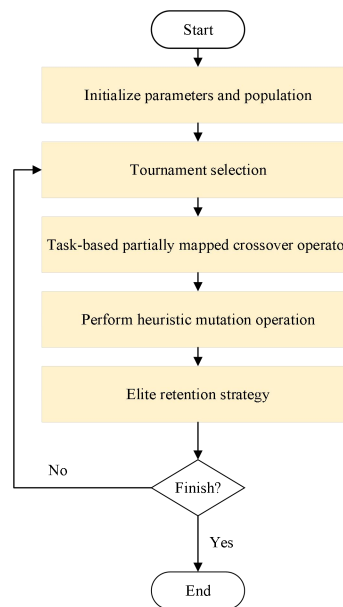 Start
Initialize parameters and population
Tournament selection
Task-based partially mapped crossover operato
Perform heuristic mutation operation
Elite retention strategy
No
Finish?
Yes
End